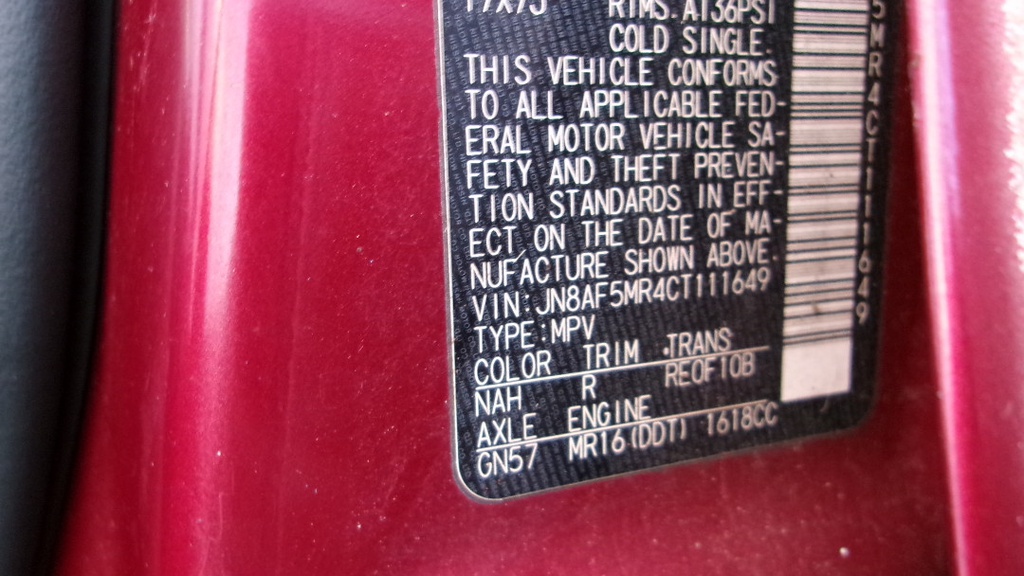 17X7J RIMS. AT36PSI
COLD SINGLE.
THIS VEHICLE CONFORMS
TO ALL APPLICABLE FED-
ERAL MOTOR VEHICLE SA-
FETY AND THEFT PREVEN-
TION STANDARDS IN EFF-
ECT ON THE DATE OF MA-
NUFACTURE SHOWN ABOVE.
VIN:JN8AF5MR4CT111649
TYPE:MPV
COLOR TRIM TRANS
NAH R RE0F10B
AXLE ENGINE
GN57 MR16(DDT) 1618CC
5MR4CT111649